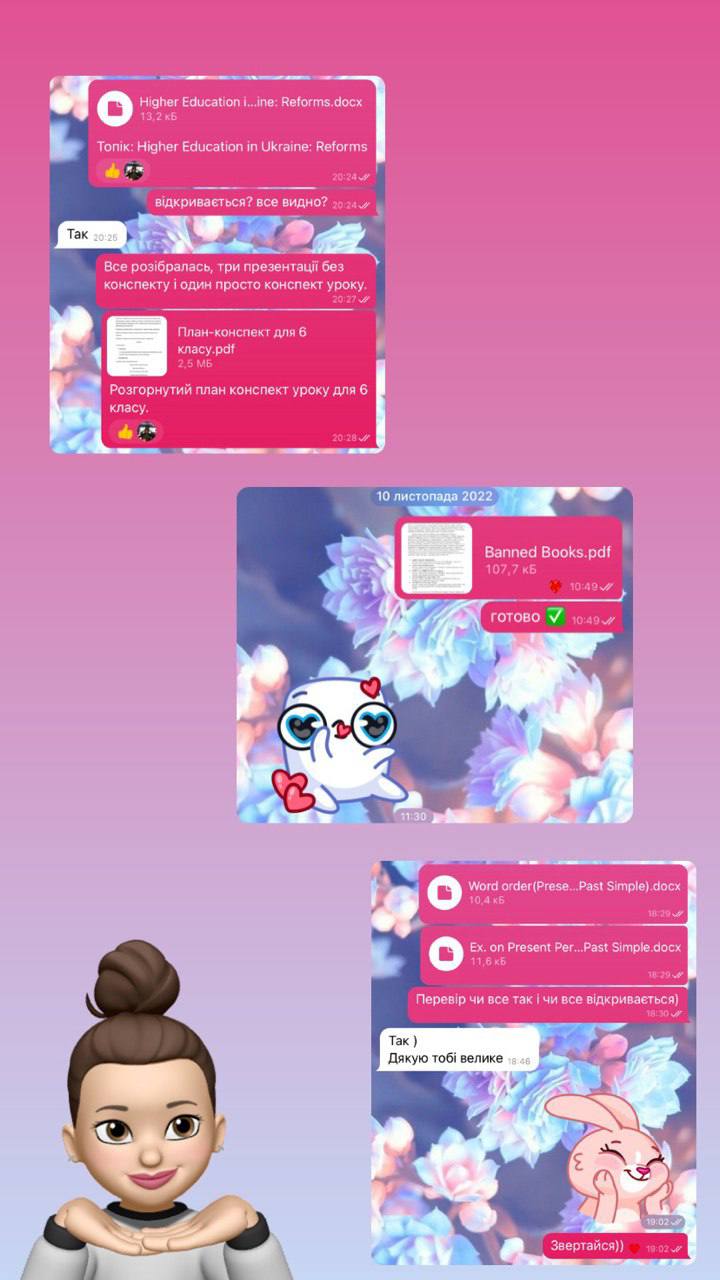 Higher Education i...ine: Reforms.docx
13,2 кБ
Топік: Higher Education in Ukraine: Reforms
20:24
відкривається? все видно? 20:24
Так 20:25
Все розібралась, три презентації без
конспекту і один просто конспект уроку.
20:27
План-конспект для 6
класу.pdf
2,5 МБ
Розгорнутий план конспект уроку для 6
класу.
20:28
10 листопада 2022
Banned Books.pdf
107,7 кБ
10:49
готово ✅ 10:49
11:30
Word order(Prese...Past Simple).docx
10,4 кБ
18:29
Ex. on Present Per...Past Simple.docx
11,6 кБ
18:29
Перевір чи все так і чи все відкривається)
18:30
Так )
Дякую тобі велике 18:46
19:02
Звертайся)) 19:02